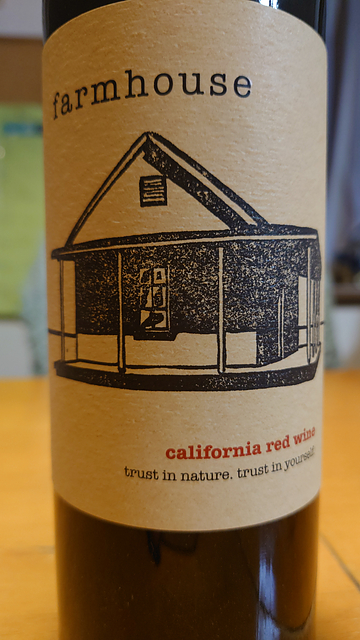 farmhouse
california red wine
trust in nature. trust in yourself